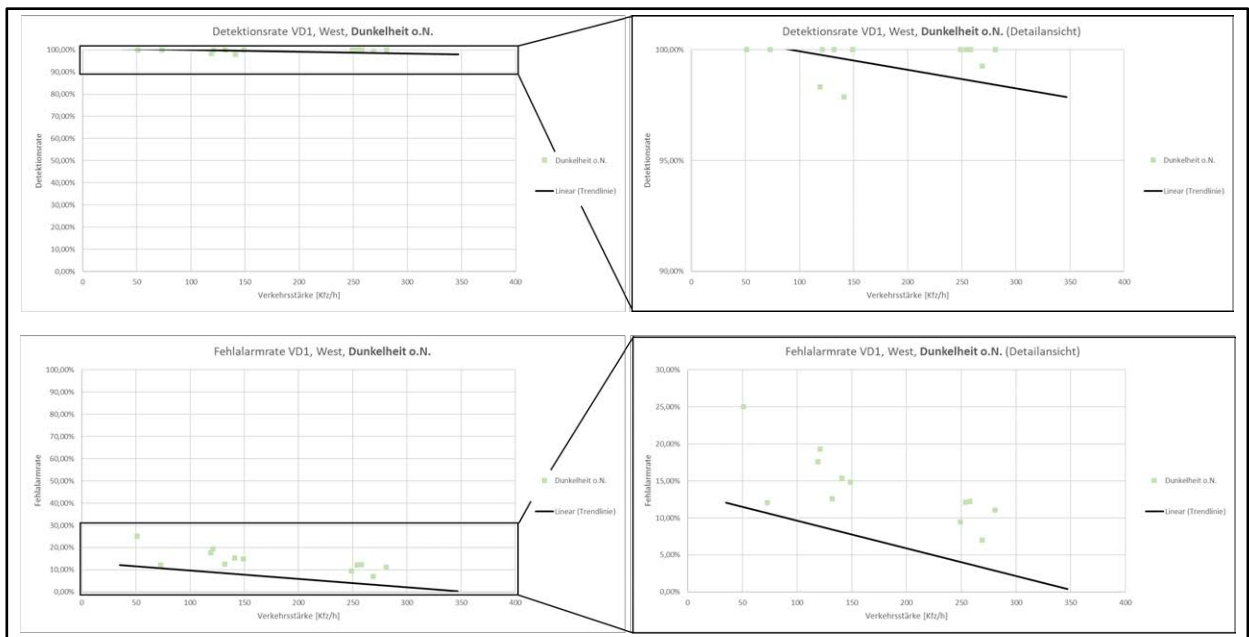 Detektionsrate VD1, West, Dunkelheit o.N.
100,00%
90,00%
80,00%
70,00%
60,00%
50,00%
40,00%
30,00%
20,00%
10,00%
0,00%
Detektionsrate
0 50 100 150 200 250 300 350 400
Verkehrsstärke [Kfz/h]
Dunkelheit o.N.
Linear (Trendlinie)
Detektionsrate VD1, West, Dunkelheit o.N. (Detailansicht)
100,00%
95,00%
90,00%
Detektionsrate
0 50 100 150 200 250 300 350 400
Verkehrsstärke [Kfz/h]
Dunkelheit o.N.
Linear (Trendlinie)
Fehlalarmrate VD1, West, Dunkelheit o.N.
100,00%
90,00%
80,00%
70,00%
60,00%
50,00%
40,00%
30,00%
20,00%
10,00%
0,00%
Fehlalarmrate
0 50 100 150 200 250 300 350 400
Verkehrsstärke [Kfz/h]
Dunkelheit o.N.
Linear (Trendlinie)
Fehlalarmrate VD1, West, Dunkelheit o.N. (Detailansicht)
30,00%
25,00%
20,00%
15,00%
10,00%
5,00%
0,00%
Fehlalarmrate
0 50 100 150 200 250 300 350 400
Verkehrsstärke [Kfz/h]
Dunkelheit o.N.
Linear (Trendlinie)